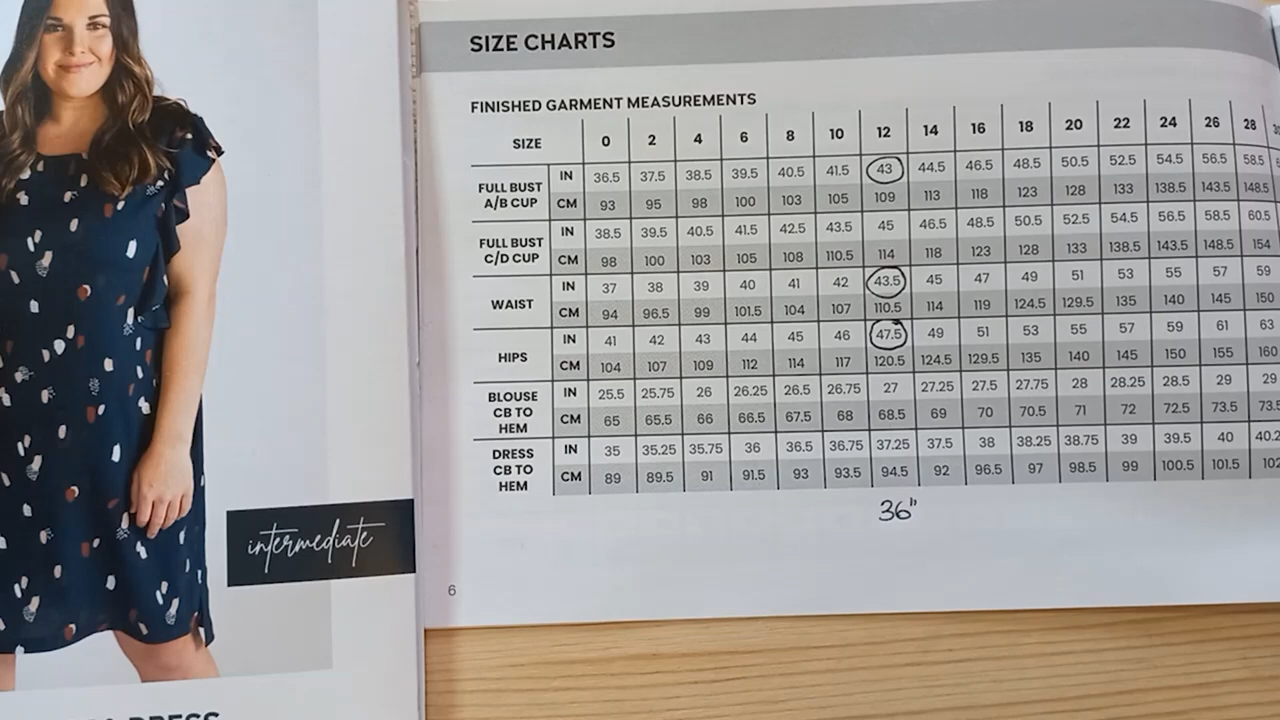 intermediate
DRESS
SIZE CHARTS
FINISHED GARMENT MEASUREMENTS
SIZE 0 2 4 6 8 10 12 14 16 18 20 22 24 26 28
FULL BUST A/B CUP IN 36.5 37.5 38.5 39.5 40.5 41.5 43 44.5 46.5 48.5 50.5 52.5 54.5 56.5 58.5
CM 93 95 98 100 103 105 109 113 118 123 128 133 138.5 143.5 148.5
FULL BUST C/D CUP IN 38.5 39.5 40.5 41.5 42.5 43.5 45 46.5 48.5 50.5 52.5 54.5 56.5 58.5 60.5
CM 98 100 103 105 108 110.5 114 118 123 128 133 138.5 143.5 148.5 154
WAIST IN 37 38 39 40 41 42 43.5 45 47 49 51 53 55 57 59
CM 94 96.5 99 101.5 104 107 110.5 114 119 124.5 129.5 135 140 145 150
HIPS IN 41 42 43 44 45 46 47.5 49 51 53 55 57 59 61 63
CM 104 107 109 112 114 117 120.5 124.5 129.5 135 140 145 150 155 160
BLOUSE CB TO HEM IN 25.5 25.75 26 26.25 26.5 26.75 27 27.25 27.5 27.75 28 28.25 28.5 29 29
CM 65 65.5 66 66.5 67.5 68 68.5 69 70 70.5 71 72 72.5 73.5 73.5
DRESS CB TO HEM IN 35 35.25 35.75 36 36.5 36.75 37.25 37.5 38 38.25 38.75 39 39.5 40 40.2
CM 89 89.5 91 91.5 93 93.5 94.5 92 96.5 97 98.5 99 100.5 101.5 102
36"
6